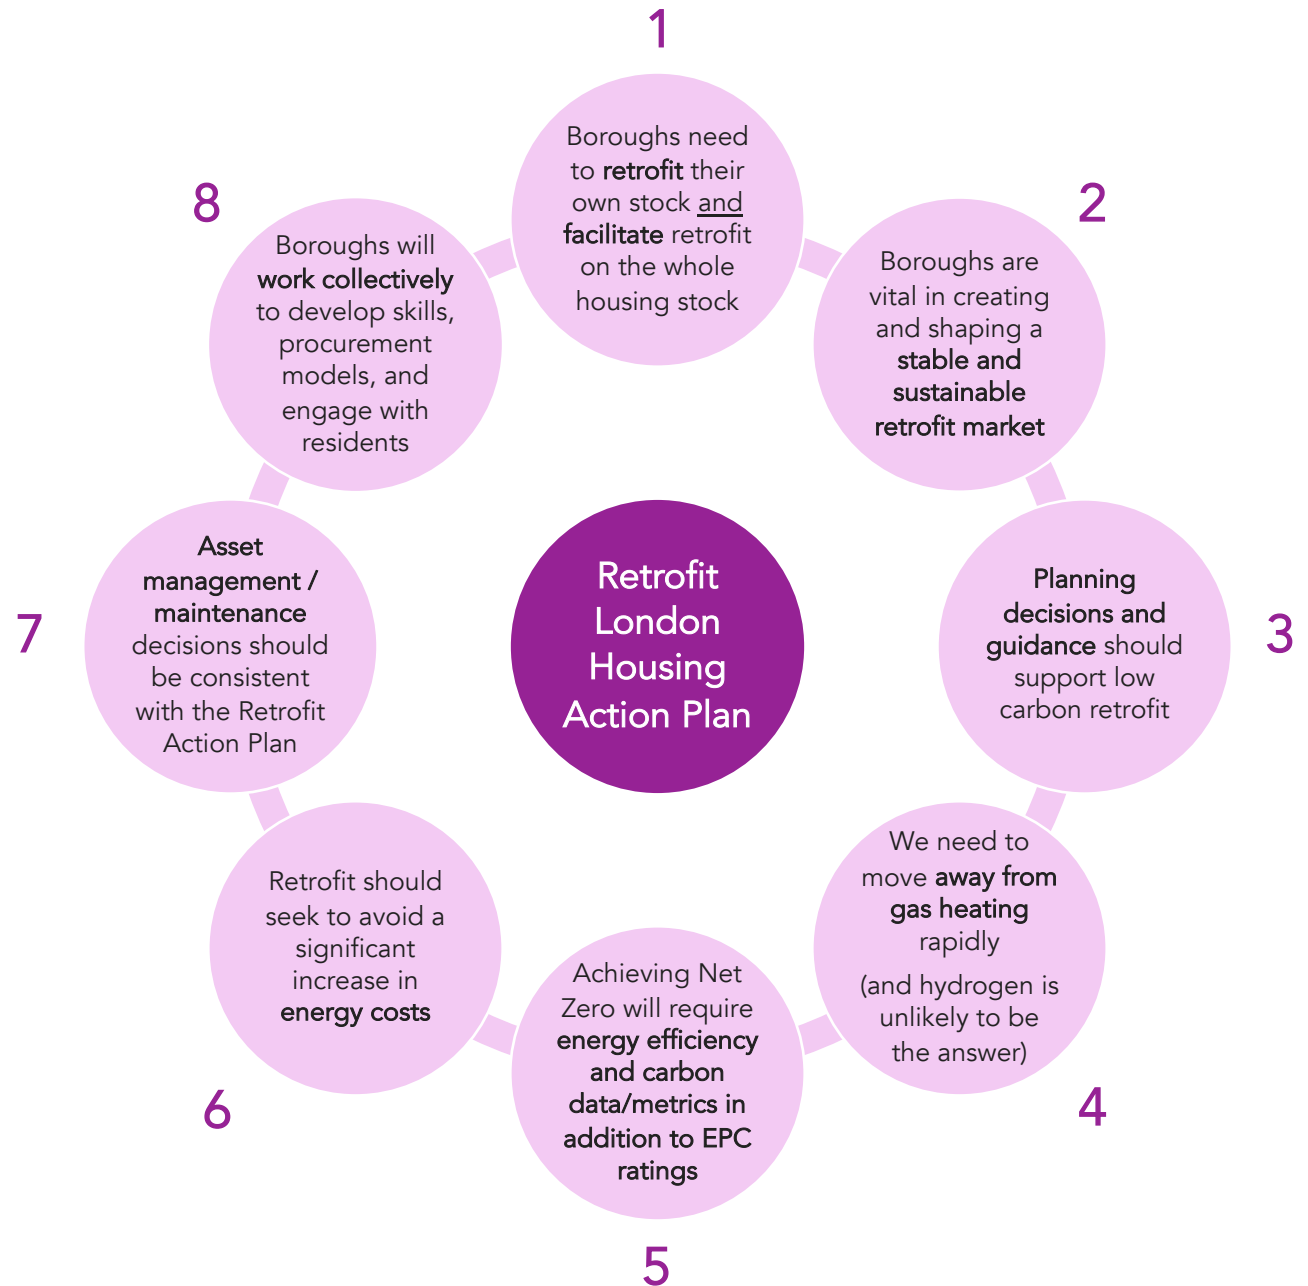 1
Boroughs need
to retrofit their
own stock and
facilitate retrofit
on the whole
housing stock
2
Boroughs are
vital in creating
and shaping a
stable and
sustainable
retrofit market
3
Planning
decisions and
guidance should
support low
carbon retrofit
4
We need to
move away from
gas heating
rapidly
(and hydrogen is
unlikely to be
the answer)
5
Achieving Net
Zero will require
energy efficiency
and carbon
data/metrics in
addition to EPC
ratings
6
Retrofit should
seek to avoid a
significant
increase in
energy costs
7
Asset
management /
maintenance
decisions should
be consistent
with the Retrofit
Action Plan
8
Boroughs will
work collectively
to develop skills,
procurement
models, and
engage with
residents
Retrofit
London
Housing
Action Plan